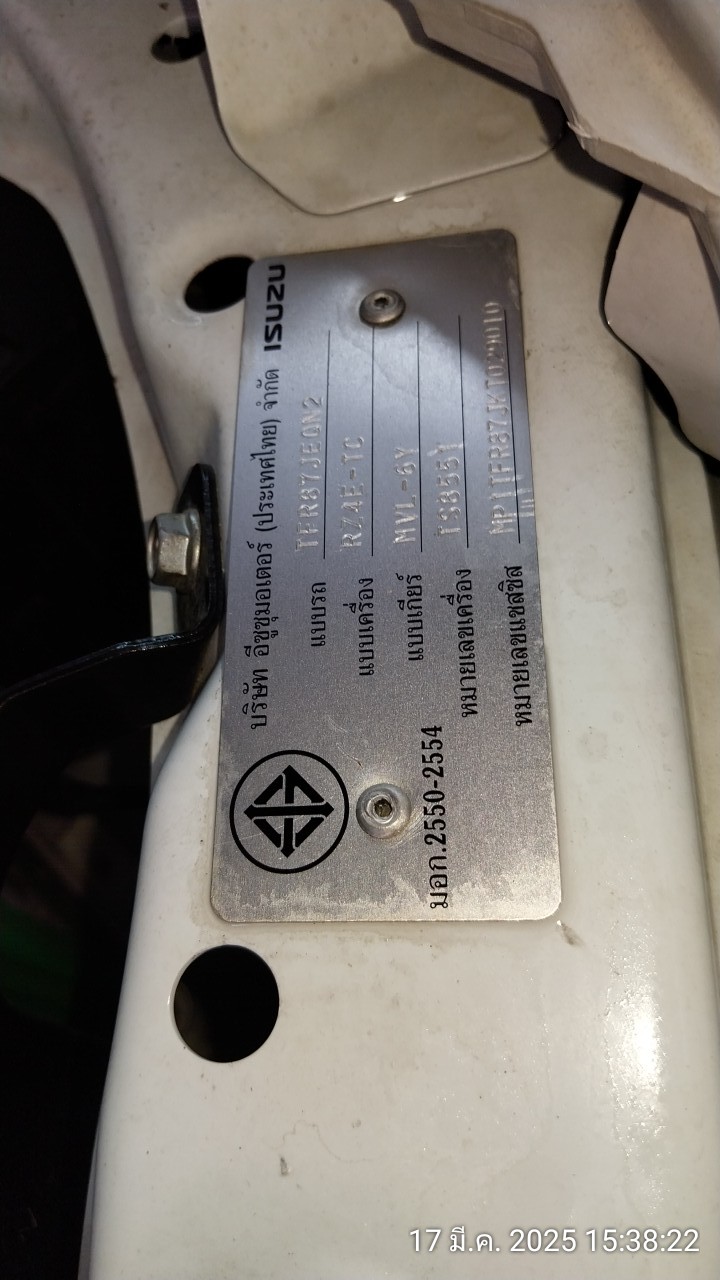 บริษัท อีซูซุมอเตอร์ (ประเทศไทย) จำกัด ISUZU
แบบรถ TFR87JE0N2
แบบเครื่อง RZ4E-TC
แบบเกียร์ MVL-6Y
หมายเลขเครื่อง
หมายเลขแชสซิส
มอก.2550-2554
17 มี.ค. 2025 15:38:22